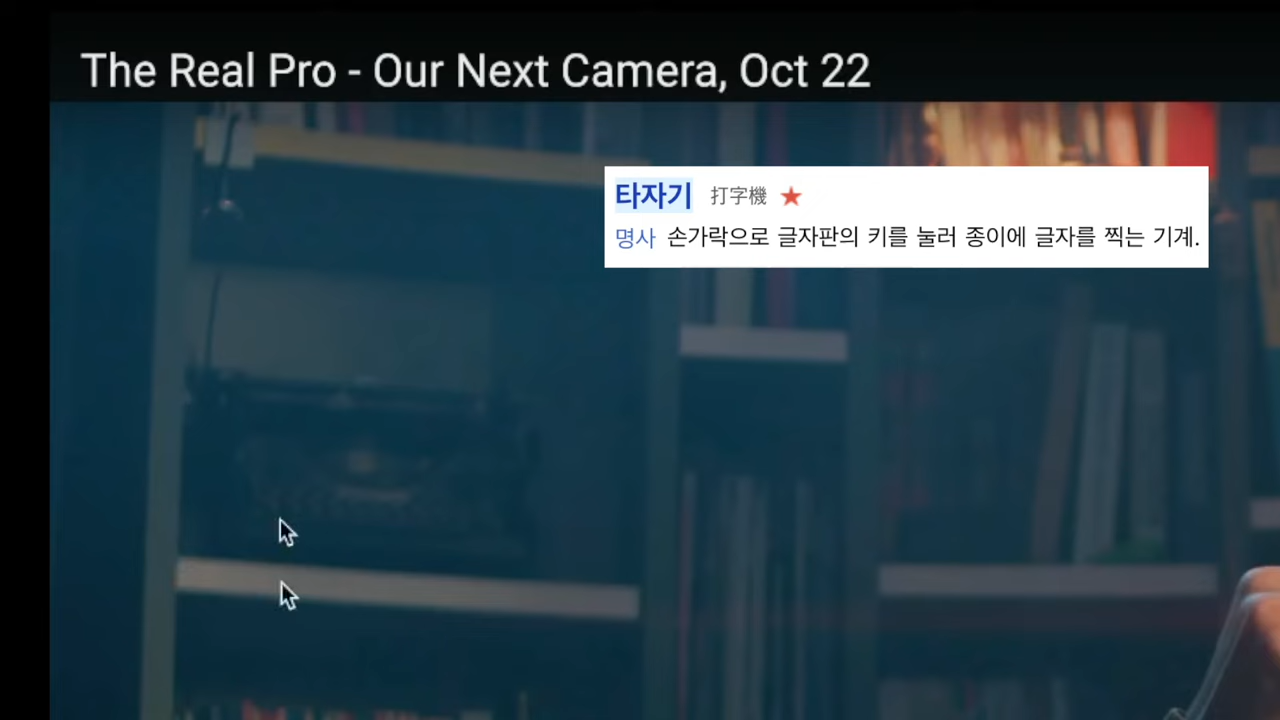 The Real Pro - Our Next Camera, Oct 22
타자기 打字機 ★
명사 손가락으로 글자판의 키를 눌러 종이에 글자를 찍는 기계.